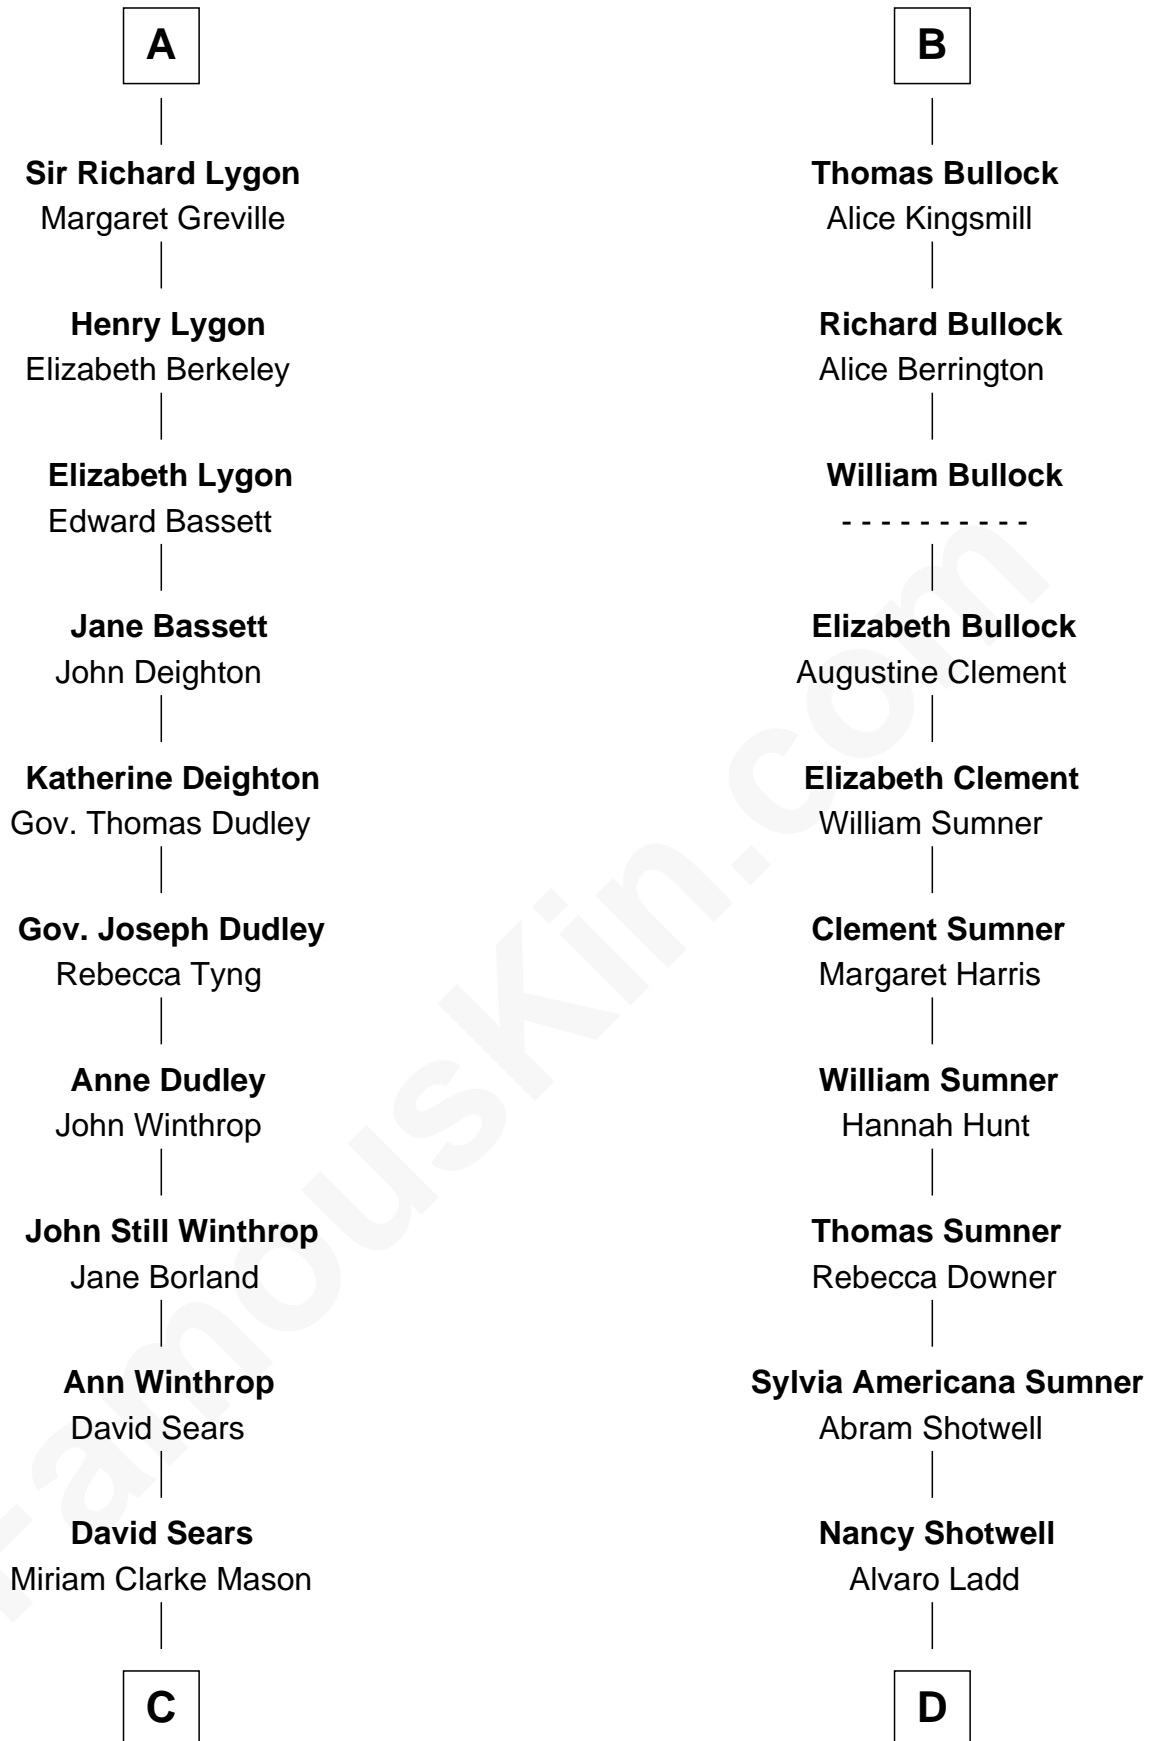 A
Sir Richard Lygon
Margaret Greville
Henry Lygon
Elizabeth Berkeley
Elizabeth Lygon
Edward Bassett
Jane Bassett
John Deighton
Katherine Deighton
Gov. Thomas Dudley
Gov. Joseph Dudley
Rebecca Tyng
Anne Dudley
John Winthrop
John Still Winthrop
Jane Borland
Ann Winthrop
David Sears
David Sears
Miriam Clarke Mason
C
B
Thomas Bullock
Alice Kingsmill
Richard Bullock
Alice Berrington
William Bullock
- - - - - - - - - -
Elizabeth Bullock
Augustine Clement
Elizabeth Clement
William Sumner
Clement Sumner
Margaret Harris
William Sumner
Hannah Hunt
Thomas Sumner
Rebecca Downer
Sylvia Americana Sumner
Abram Shotwell
Nancy Shotwell
Alvaro Ladd
D
FamousKin.com